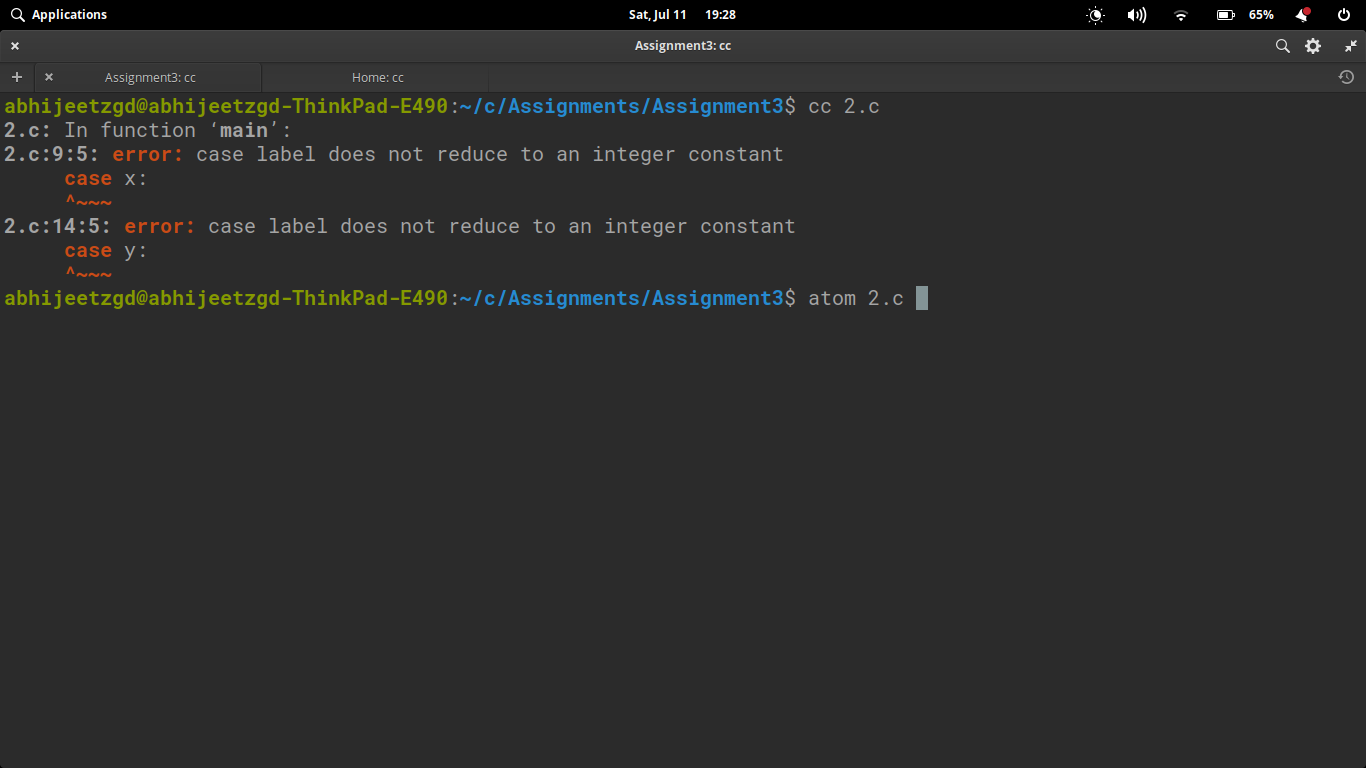 Applications
Sat, Jul 11 19:28
65%
Assignment3: cc
Assignment3: cc
Home: cc
abhijeetzgd@abhijeetzgd-ThinkPad-E490:~/c/Assignments/Assignment3$ cc 2.c
2.c: In function ‘main’:
2.c:9:5: error: case label does not reduce to an integer constant
     case x:
     ^~~~
2.c:14:5: error: case label does not reduce to an integer constant
     case y:
     ^~~~
abhijeetzgd@abhijeetzgd-ThinkPad-E490:~/c/Assignments/Assignment3$ atom 2.c